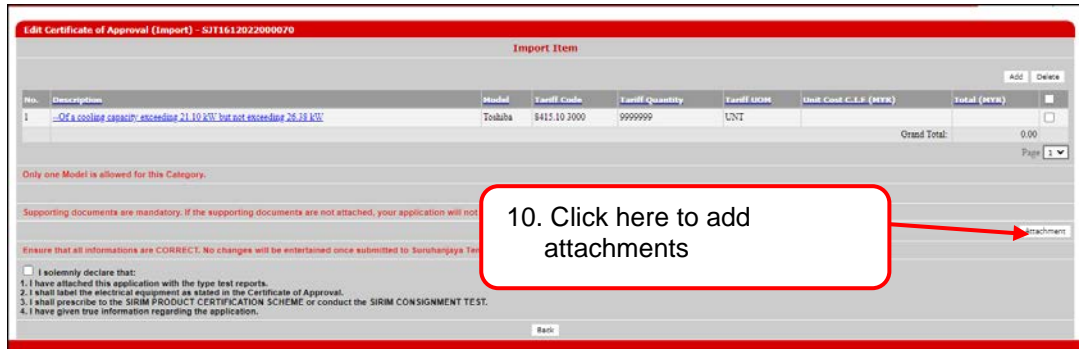 Edit Certificate of Approval (Import) - SJT1612022000070
Import Item
Add Delete
No. Description Model Tariff Code Tariff Quantity Tariff UOM Unit Cost C.I.F (MYR) Total (MYR)
1 --Of a cooling capacity exceeding 21.10 kW but not exceeding 26.38 kW Toshiba 8415.10 3000 9999999 UNT
Grand Total: 0.00
Page 1
Only one Model is allowed for this Category.
Supporting documents are mandatory. If the supporting documents are not attached, your application will not
10. Click here to add
attachments
Attachment
Ensure that all informations are CORRECT. No changes will be entertained once submitted to Suruhanjaya Ten
I solemnly declare that:
1. I have attached this application with the type test reports.
2. I shall label the electrical equipment as stated in the Certificate of Approval.
3. I shall prescribe to the SIRIM PRODUCT CERTIFICATION SCHEME or conduct the SIRIM CONSIGNMENT TEST.
4. I have given true information regarding the application.
Back